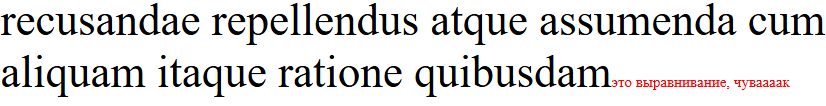 recusandae repellendus atque assumenda cum
aliquam itaque ratione quibusdamэто выравнивание, чуваааак